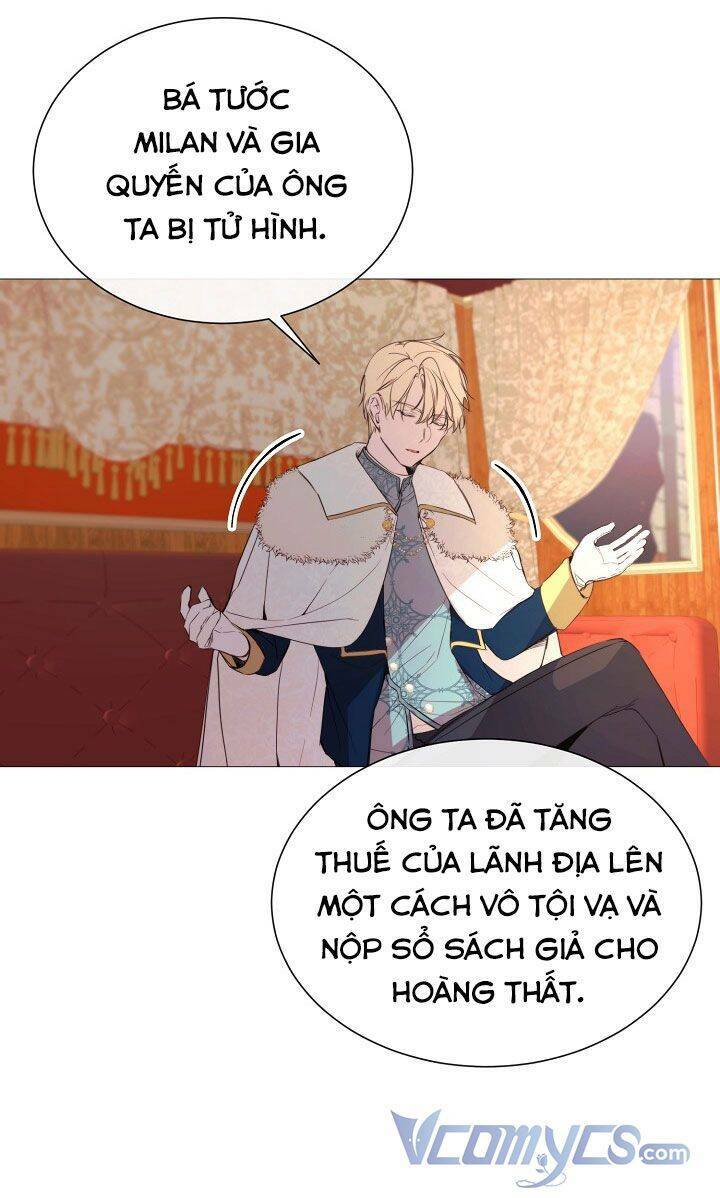 BÁ TƯỚC
MILAN VÀ GIA
QUYẾN CỦA ÔNG
TA BỊ TỬ HÌNH.
ÔNG TA ĐÃ TĂNG
THUẾ CỦA LÃNH ĐỊA LÊN
MỘT CÁCH VÔ TỘI VẠ VÀ
NỘP SỔ SÁCH GIẢ CHO
HOÀNG THẤT.
VCOMYCS.com